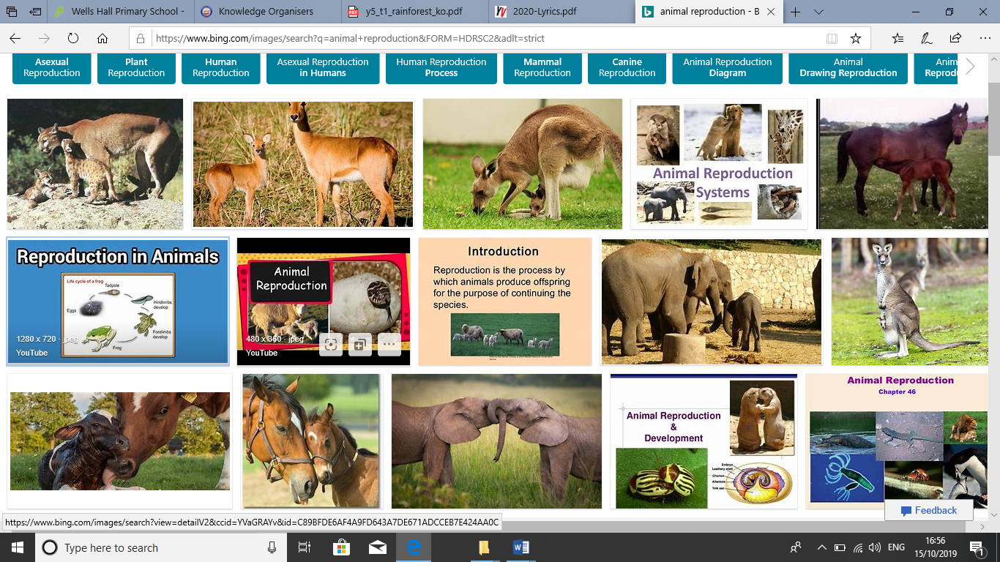 Wells Hall Primary School -
Knowledge Organisers
y5_t1_rainforest_ko.pdf
2020-Lyrics.pdf
animal reproduction - B
https://www.bing.com/images/search?q=animal+reproduction&FORM=HDRSC2&adlt=strict
Asexual
Reproduction
Plant
Reproduction
Human
Reproduction
Asexual Reproduction
in Humans
Human Reproduction
Process
Mammal
Reproduction
Canine
Reproduction
Animal Reproduction
Diagram
Animal
Drawing Reproduction
Anim
Reprod
Animal Reproduction
Systems
Reproduction in Animals
Life cycle of a frog
Tadpole
Hindlimbs
develop
Forelimbs
develop
Frog
Eggs
1280 x 720 · jpeg
YouTube
Animal
Reproduction
480 x 360 · jpeg
YouTube
Introduction
Reproduction is the process by
which animals produce offspring
for the purpose of continuing the
species.
Animal Reproduction
&
Development
Embryo
Leathery shell
Chorion
Allantois
Yolk sac
Animal Reproduction
Chapter 46
Feedback
https://www.bing.com/images/search?view=detailV2&ccid=YVaGRAYv&id=C89BFDE6AF4A9FD643A7DE671ADCCEB7E424AA0C
Type here to search
ENG
16:56
15/10/2019
1